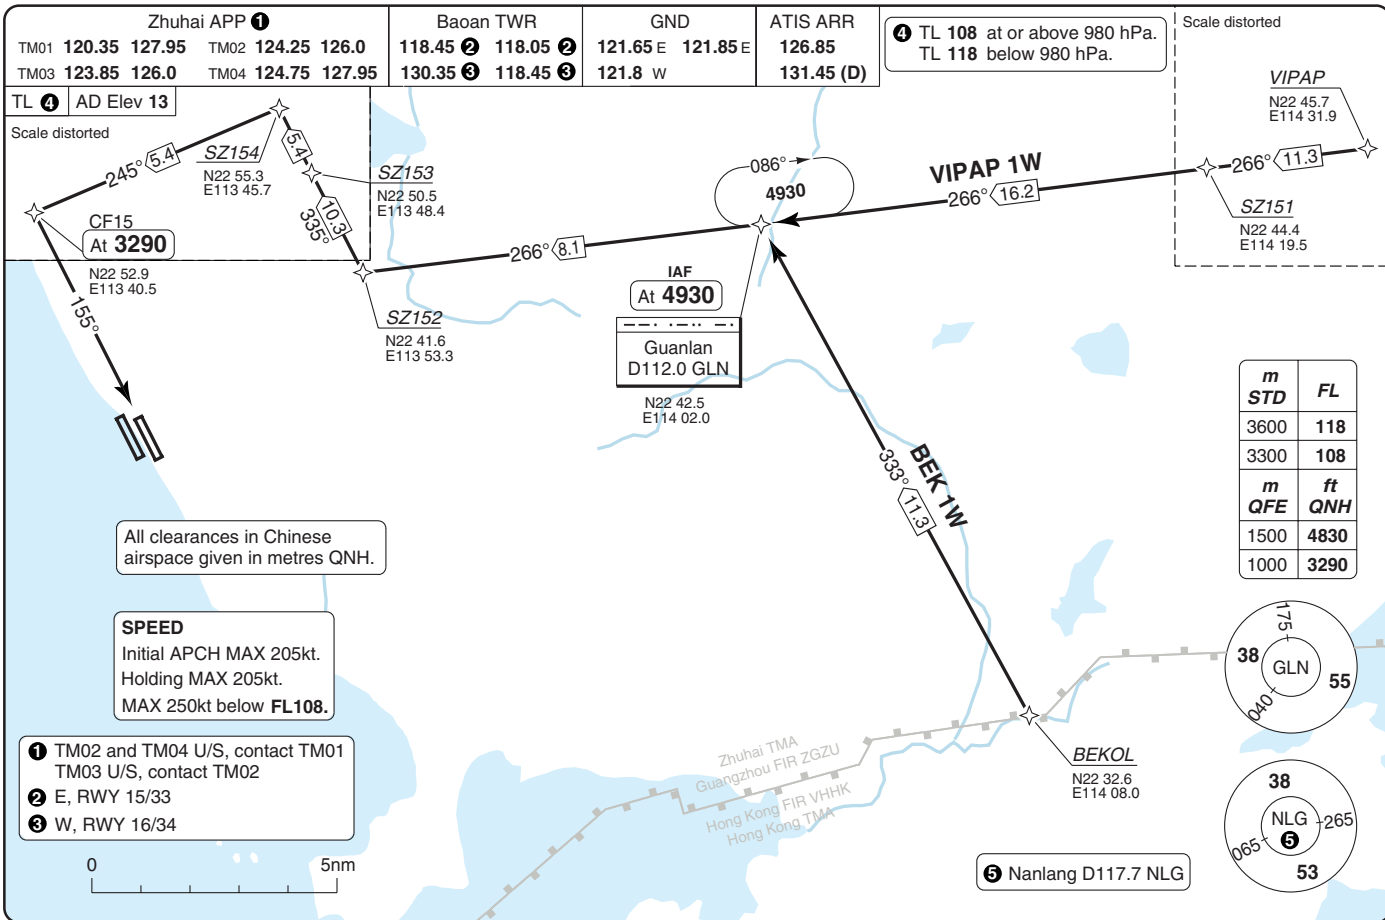 Zhuhai APP 1
TM01 120.35 127.95 TM02 124.25 126.0
TM03 123.85 126.0 TM04 124.75 127.95
Baoan TWR
118.45 2 118.05 2
130.35 3 118.45 3
GND
121.65 E 121.85 E
121.8 W
ATIS ARR
126.85
131.45 (D)
4 TL 108 at or above 980 hPa.
TL 118 below 980 hPa.
Scale distorted
VIPAP
N22 45.7
E114 31.9
TL 4 AD Elev 13
Scale distorted
245° 5.4
SZ154
N22 55.3
E113 45.7
5.4
SZ153
N22 50.5
E113 48.4
10.3
335°
CF15
At 3290
N22 52.9
E113 40.5
155°
086°
4930
VIPAP 1W
266° 16.2
266° 11.3
SZ151
N22 44.4
E114 19.5
266° 8.1
SZ152
N22 41.6
E113 53.3
IAF
At 4930
Guanlan
D112.0 GLN
N22 42.5
E114 02.0
333° 11.3
BEK 1W
m STD FL
3600 118
3300 108
m QFE ft QNH
1500 4830
1000 3290
All clearances in Chinese
airspace given in metres QNH.
SPEED
Initial APCH MAX 205kt.
Holding MAX 205kt.
MAX 250kt below FL108.
175
38 GLN 55
040
BEKOL
N22 32.6
E114 08.0
Zhuhai TMA
Guangzhou FIR ZGZU
Hong Kong FIR VHHK
Hong Kong TMA
1 TM02 and TM04 U/S, contact TM01
TM03 U/S, contact TM02
2 E, RWY 15/33
3 W, RWY 16/34
0 5nm
38
NLG 265
065 5
53
5 Nanlang D117.7 NLG